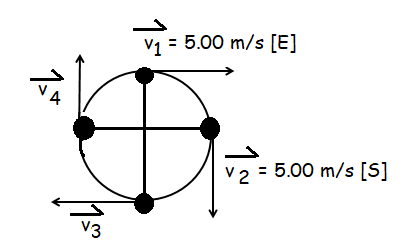 v1 = 5.00 m/s [E]
v4
v2 = 5.00 m/s [S]
v3